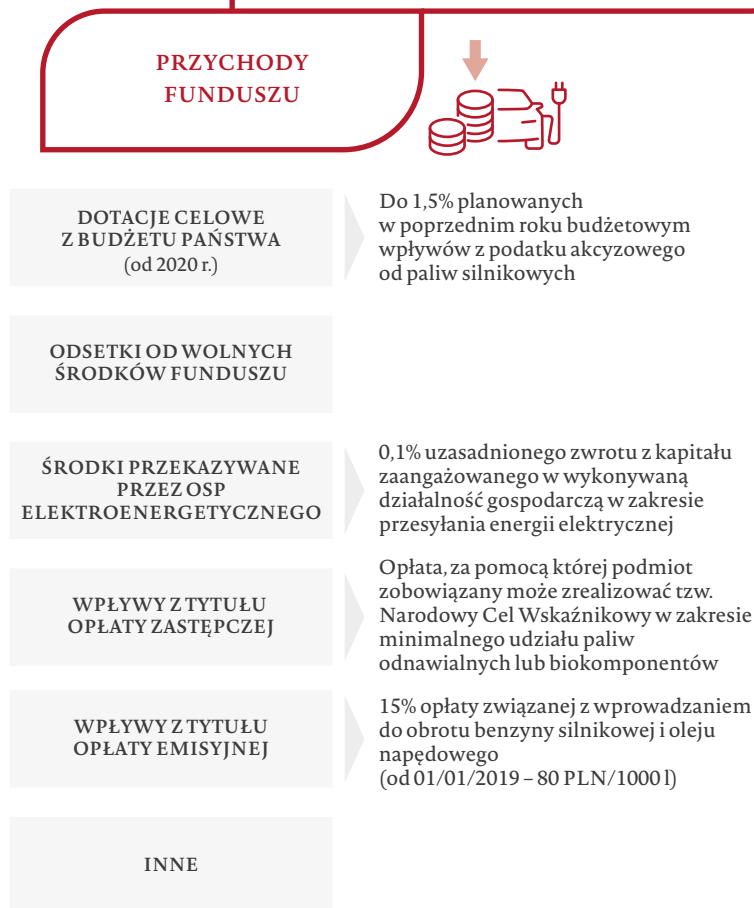 PRZYCHODY
FUNDUSZU
DOTACJE CELOWE
Z BUDŻETU PAŃSTWA
(od 2020 r.)
Do 1,5% planowanych
w poprzednim roku budżetowym
wpływów z podatku akcyzowego
od paliw silnikowych
ODSETKI OD WOLNYCH
ŚRODKÓW FUNDUSZU
ŚRODKI PRZEKAZYWANE
PRZEZ OSP
ELEKTROENERGETYCZNEGO
0,1% uzasadnionego zwrotu z kapitału
zaangażowanego w wykonywaną
działalność gospodarczą w zakresie
przesyłania energii elektrycznej
WPŁYWY Z TYTUŁU
OPŁATY ZASTĘPCZEJ
Opłata, za pomocą której podmiot
zobowiązany może zrealizować tzw.
Narodowy Cel Wskaźnikowy w zakresie
minimalnego udziału paliw
odnawialnych lub biokomponentów
WPŁYWY Z TYTUŁU
OPŁATY EMISYJNEJ
15% opłaty związanej z wprowadzaniem
do obrotu benzyny silnikowej i oleju
napędowego
(od 01/01/2019 – 80 PLN/1000 l)
INNE